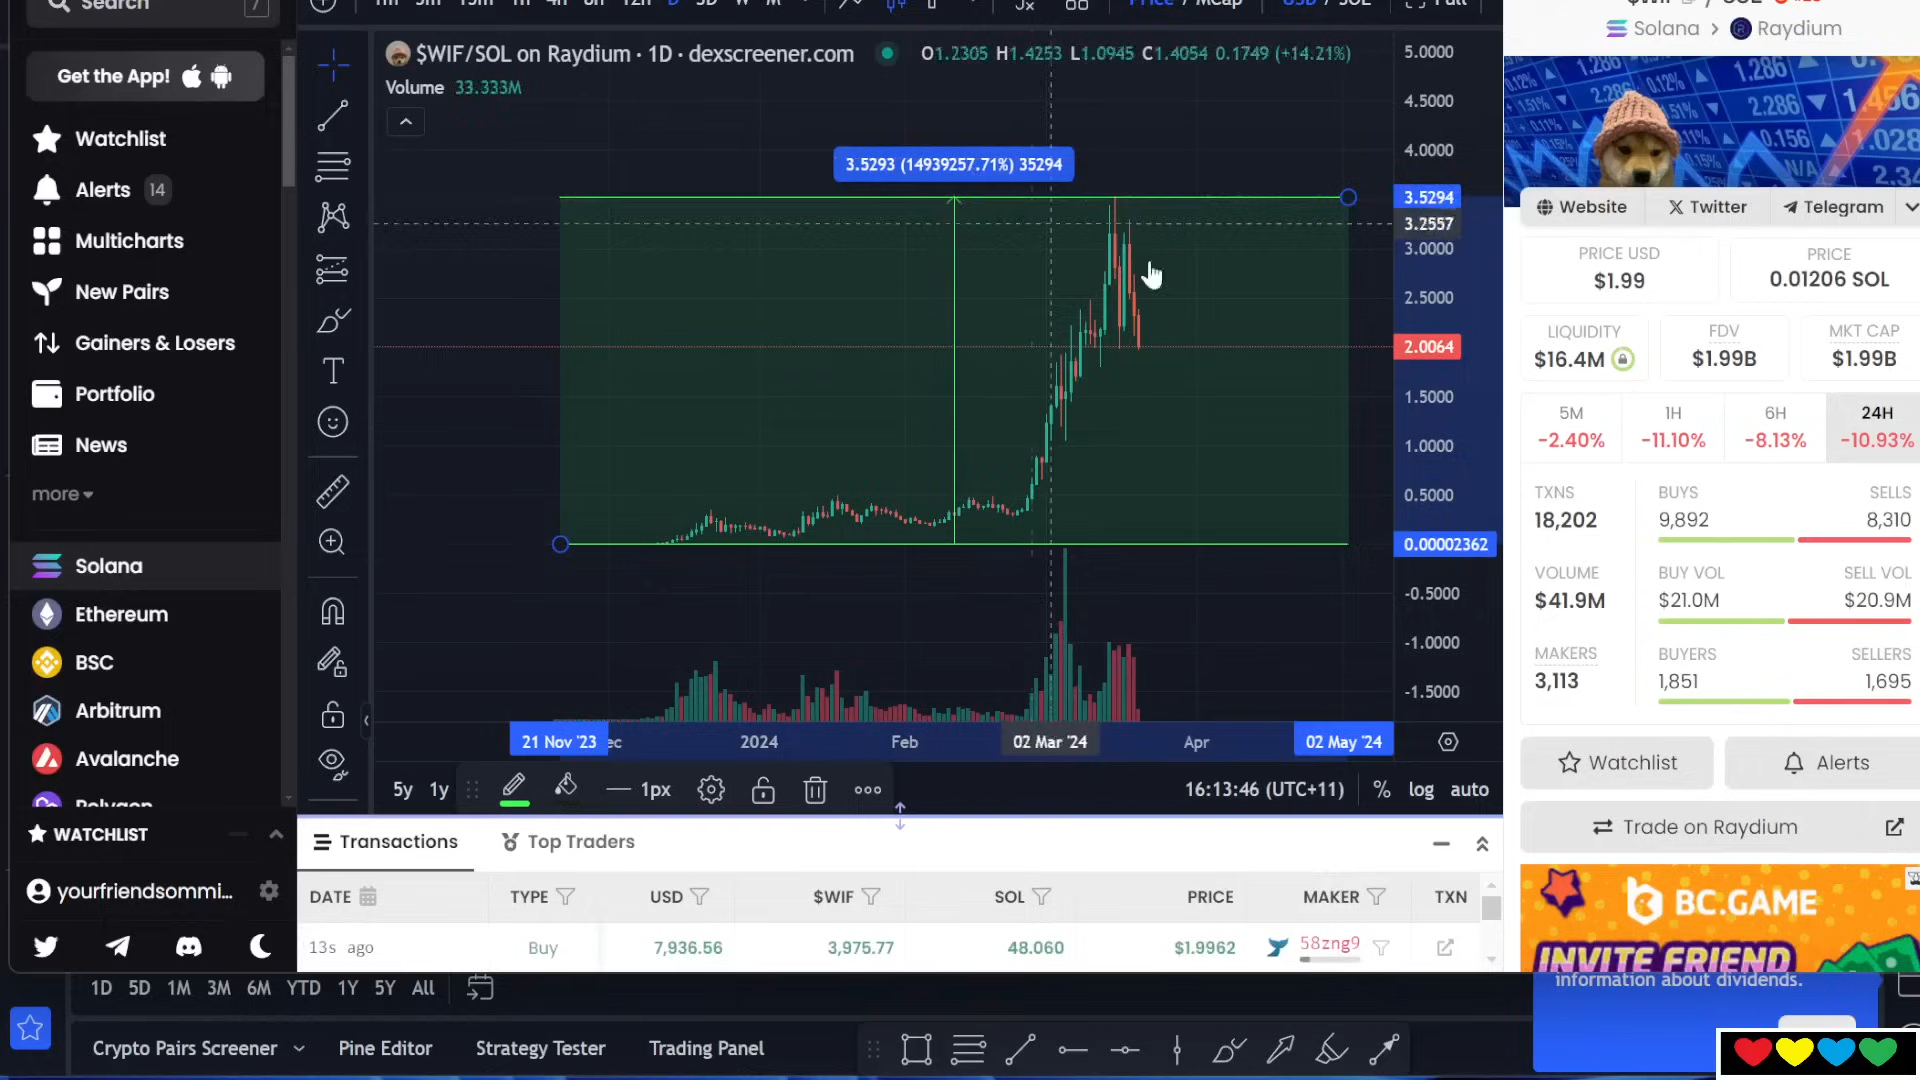 Search /
Get the App!
Watchlist
Alerts 14
Multicharts
New Pairs
Gainers & Losers
Portfolio
News
more
Solana
Ethereum
BSC
Arbitrum
Avalanche
Polygon
WATCHLIST
yourfriendsommi...
$WIF/SOL on Raydium · 1D · dexscreener.com O1.2305 H1.4253 L1.0945 C1.4054 0.1749 (+14.21%)
Volume 33.333M
3.5293 (14939257.71%) 35294
5.0000
4.5000
4.0000
3.5294
3.2557
3.0000
2.5000
2.0064
1.5000
1.0000
0.5000
0.00002362
-0.5000
-1.0000
-1.5000
21 Nov '23 ec 2024 Feb 02 Mar '24 Apr 02 May '24
5y 1y 1px 16:13:46 (UTC+11) % log auto
Transactions Top Traders
DATE TYPE USD $WIF SOL PRICE MAKER TXN
13s ago Buy 7,936.56 3,975.77 48.060 $1.9962 58zng9
Solana > Raydium
Website Twitter Telegram
PRICE USD PRICE
$1.99 0.01206 SOL
LIQUIDITY FDV MKT CAP
$16.4M $1.99B $1.99B
5M 1H 6H 24H
-2.40% -11.10% -8.13% -10.93%
TXNS BUYS SELLS
18,202 9,892 8,310
VOLUME BUY VOL SELL VOL
$41.9M $21.0M $20.9M
MAKERS BUYERS SELLERS
3,113 1,851 1,695
Watchlist Alerts
Trade on Raydium
BC.GAME
INVITE FRIEND
information about dividends.
1D 5D 1M 3M 6M YTD 1Y 5Y All
Crypto Pairs Screener Pine Editor Strategy Tester Trading Panel